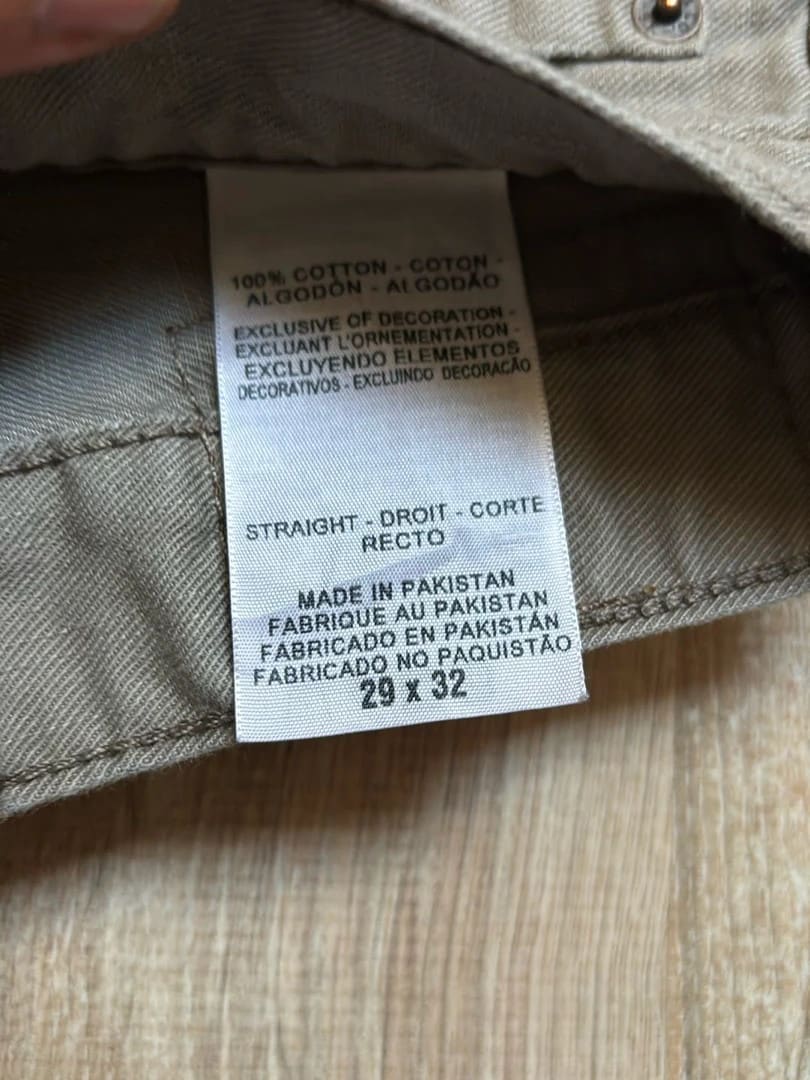 100% COTTON - COTON -
ALGODÓN - ALGODÃO
EXCLUSIVE OF DECORATION -
EXCLUANT L'ORNEMENTATION -
EXCLUYENDO ELEMENTOS
DECORATIVOS - EXCLUINDO DECORAÇÃO
STRAIGHT - DROIT - CORTE
RECTO
MADE IN PAKISTAN
FABRIQUE AU PAKISTAN
FABRICADO EN PAKISTÁN
FABRICADO NO PAQUISTÃO
29 x 32